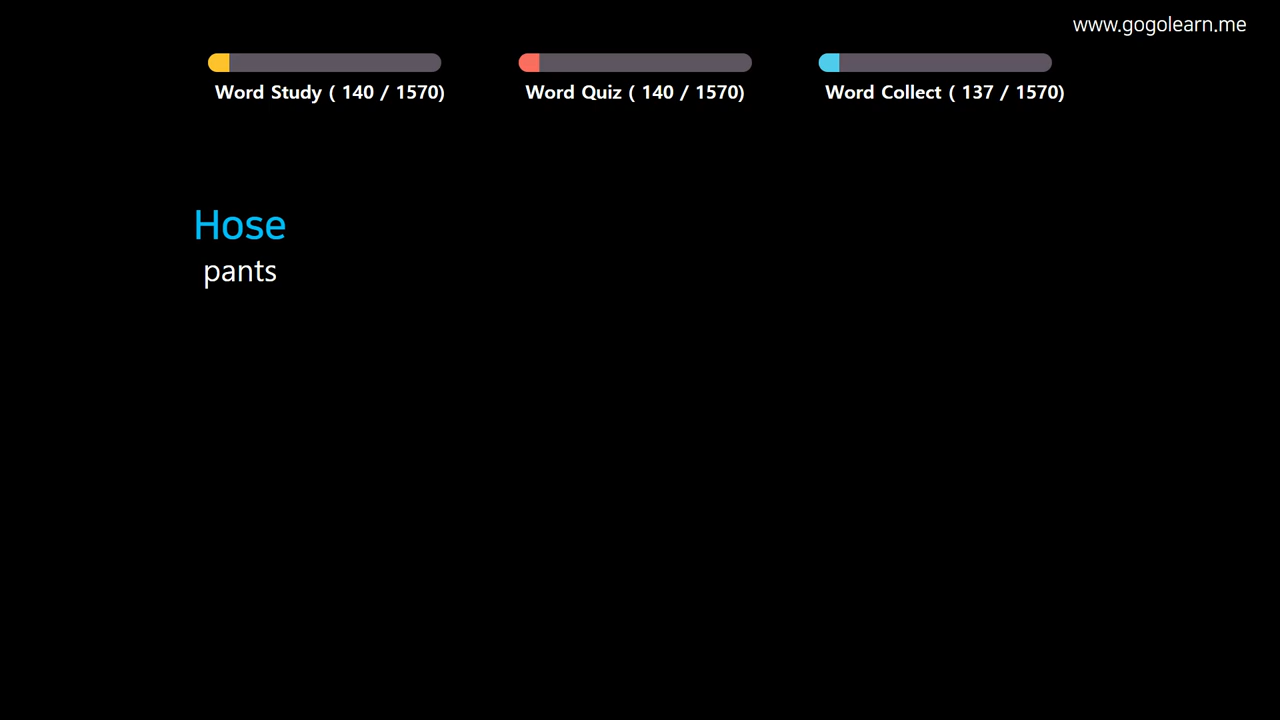 www.gogolearn.me
Word Study ( 140 / 1570)
Word Quiz ( 140 / 1570)
Word Collect ( 137 / 1570)
Hose
pants